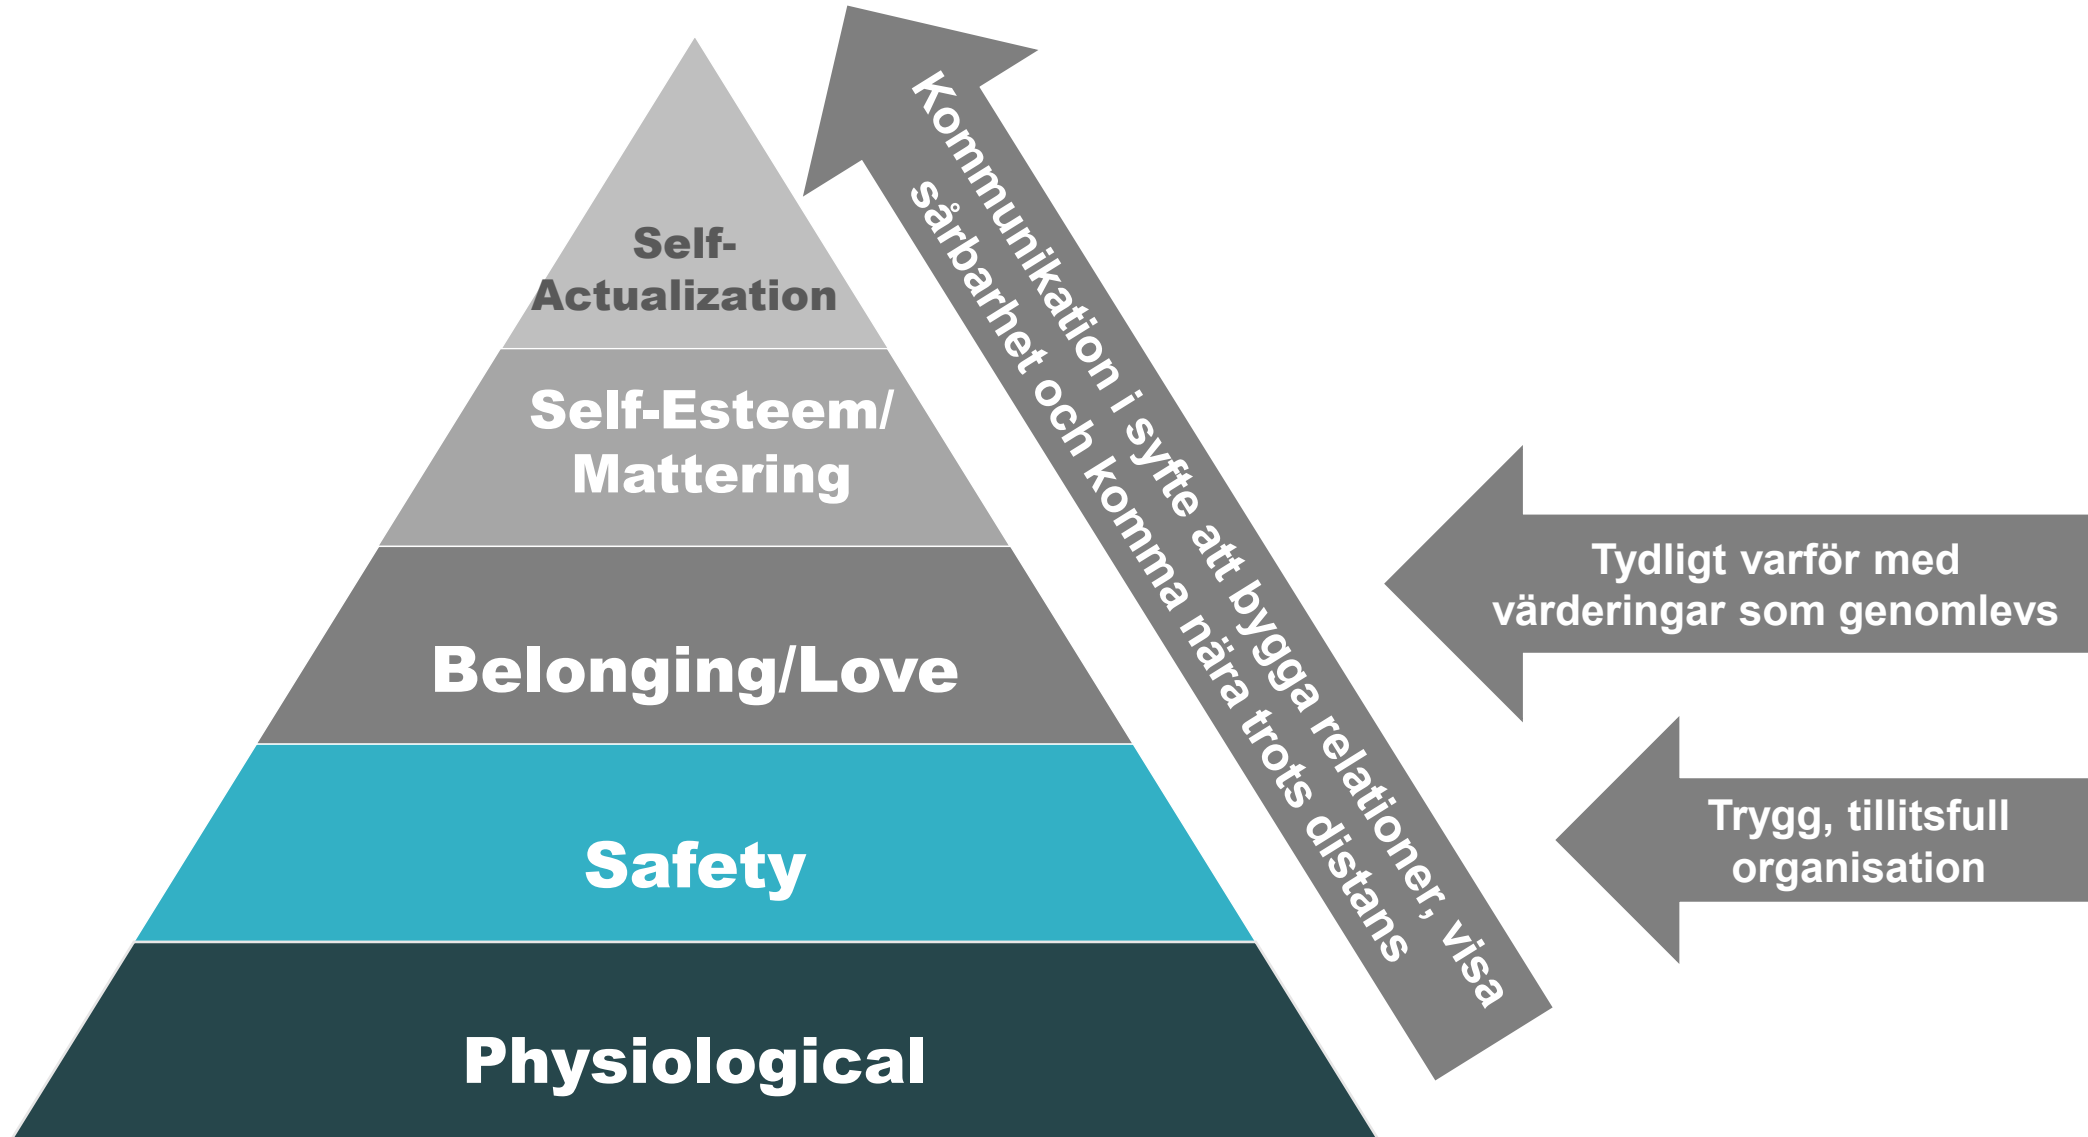 Self-
Actualization
Self-Esteem/
Mattering
Belonging/Love
Safety
Physiological
Kommunikation i syfte att bygga relationer, visa
sårbarhet och komma nära trots distans
Tydligt varför med
värderingar som genomlevs
Trygg, tillitsfull
organisation